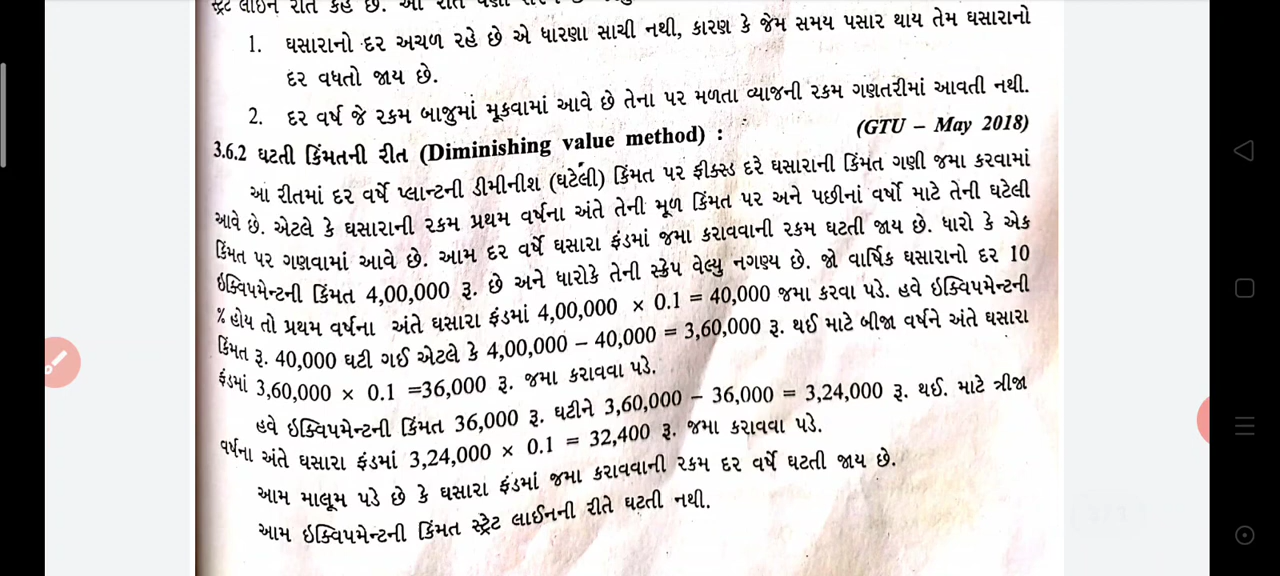 સ્ટ્રેટ લાઇન રીત કહે છે. આ રીત
1. ઘસારાનો દર અચળ રહે છે એ ધારણા સાચી નથી, કારણ કે જેમ સમય પસાર થાય તેમ ઘસારાનો
દર વધતો જાય છે.
2. દર વર્ષ જે રકમ બાજુમાં મૂકવામાં આવે છે તેના પર મળતા વ્યાજની રકમ ગણતરીમાં આવતી નથી.
3.6.2 ઘટતી કિંમતની રીત (Diminishing value method) : (GTU – May 2018)
આ રીતમાં દર વર્ષે પ્લાન્ટની ડીમીનીશ (ઘટેલી) કિંમત પર ફીક્સ્ડ દરે ઘસારાની કિંમત ગણી જમા કરવામાં
આવે છે. એટલે કે ઘસારાની રકમ પ્રથમ વર્ષના અંતે તેની મૂળ કિંમત પર અને પછીનાં વર્ષો માટે તેની ઘટેલી
કિંમત પર ગણવામાં આવે છે. આમ દર વર્ષે ઘસારા ફંડમાં જમા કરાવવાની રકમ ઘટતી જાય છે. ધારો કે એક
ઇક્વિપમેન્ટની કિંમત 4,00,000 રૂ. છે અને ધારોકે તેની સ્ક્રેપ વેલ્યુ નગણ્ય છે. જો વાર્ષિક ઘસારાનો દર 10
% હોય તો પ્રથમ વર્ષના અંતે ઘસારા ફંડમાં 4,00,000 × 0.1 = 40,000 જમા કરવા પડે. હવે ઇક્વિપમેન્ટની
કિંમત રૂ. 40,000 ઘટી ગઈ એટલે કે 4,00,000 – 40,000 = 3,60,000 રૂ. થઈ માટે બીજા વર્ષને અંતે ઘસારા
ફંડમાં 3,60,000 × 0.1 =36,000 રૂ. જમા કરાવવા પડે.
હવે ઇક્વિપમેન્ટની કિંમત 36,000 રૂ. ઘટીને 3,60,000 – 36,000 = 3,24,000 રૂ. થઈ. માટે ત્રીજા
વર્ષના અંતે ઘસારા ફંડમાં 3,24,000 × 0.1 = 32,400 રૂ. જમા કરાવવા પડે.
આમ માલૂમ પડે છે કે ઘસારા ફંડમાં જમા કરાવવાની રકમ દર વર્ષે ઘટતી જાય છે.
આમ ઇક્વિપમેન્ટની કિંમત સ્ટ્રેટ લાઈનની રીતે ઘટતી નથી.